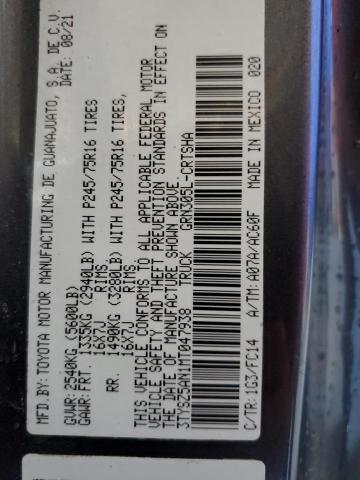 MFD.BY: TOYOTA MOTOR MANUFACTURING DE GUANAJUATO, S.A. DE C.V.
DATE: 08/21
GVWR: 2540KG (5600LB)
GAWR: FRT. 1335KG (2940LB) WITH P245/75R16 TIRES
16X7J RIMS,
RR. 1490KG (3280LB) WITH P245/75R16 TIRES,
16X7J RIMS,
THIS VEHICLE CONFORMS TO ALL APPLICABLE FEDERAL MOTOR
VEHICLE SAFETY AND THEFT PREVENTION STANDARDS IN EFFECT ON
THE DATE OF MANUFACTURE SHOWN ABOVE.
3TYSZ5AN1MT047938 TRUCK GRN305L-CRTSHA
C/TR: 1G3/FC14 A/TM: A07A/AC60F MADE IN MEXICO 020